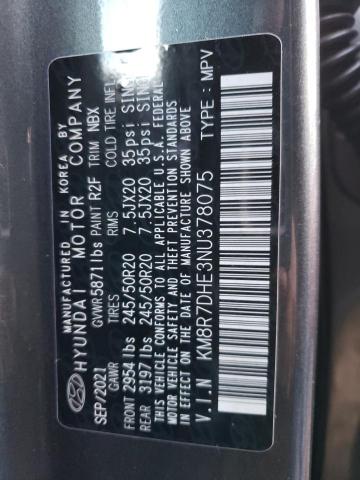 MANUFACTURED IN KOREA BY
HYUNDAI MOTOR COMPANY
SEP/2021 GVWR 5871 lbs PAINT R2F TRIM NBX
GAWR TIRES RIMS COLD TIRE INFL
FRONT 2954 lbs 245/50R20 7.5JX20 35psi SINGLE
REAR 3197 lbs 245/50R20 7.5JX20 35psi SINGLE
THIS VEHICLE CONFORMS TO ALL APPLICABLE U.S.A. FEDERAL
MOTOR VEHICLE SAFETY AND THEFT PREVENTION STANDARDS
IN EFFECT ON THE DATE OF MANUFACTURE SHOWN ABOVE
V.I.N KM8R7DHE3NU378075 TYPE: MPV